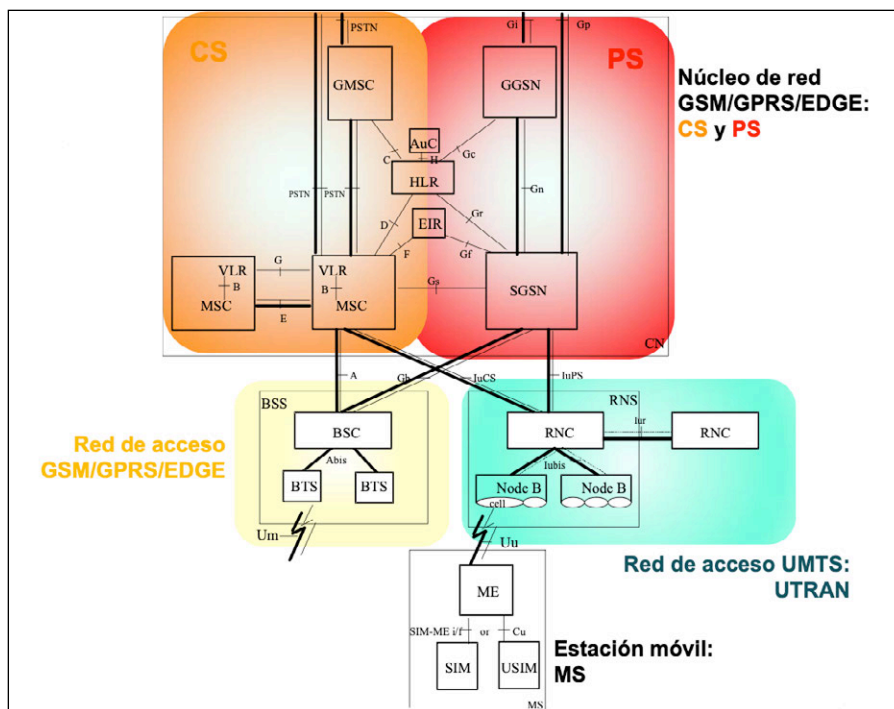 PSTN
Gi
Gp
CS
PS
GMSC
GGSN
Núcleo de red
GSM/GPRS/EDGE:
CS y PS
AuC
C
H
Gc
HLR
PSTN
PSTN
Gn
D
EIR
Gr
F
Gf
G
VLR
B
MSC
E
VLR
B
MSC
Gs
SGSN
CN
A
Gb
IuCS
IuPS
BSS
RNS
BSC
RNC
Iur
RNC
Red de acceso
GSM/GPRS/EDGE
Abis
Iubis
BTS
BTS
Node B
Node B
cell
Um
Uu
Red de acceso UMTS:
UTRAN
ME
SIM-ME i/f
or
Cu
SIM
USIM
Estación móvil:
MS
MS